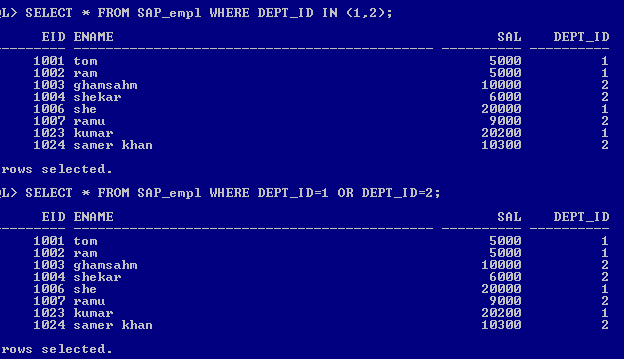 QL> SELECT * FROM SAP_empl WHERE DEPT_ID IN (1,2);
EID ENAME SAL DEPT_ID
---------- -------------------------------------------------- ---------- ----------
1001 tom 5000 1
1002 ram 5000 1
1003 ghamsahm 10000 2
1004 shekar 6000 2
1006 she 20000 1
1007 ramu 9000 2
1023 kumar 20200 1
1024 samer khan 10300 2
rows selected.
QL> SELECT * FROM SAP_empl WHERE DEPT_ID=1 OR DEPT_ID=2;
EID ENAME SAL DEPT_ID
---------- -------------------------------------------------- ---------- ----------
1001 tom 5000 1
1002 ram 5000 1
1003 ghamsahm 10000 2
1004 shekar 6000 2
1006 she 20000 1
1007 ramu 9000 2
1023 kumar 20200 1
1024 samer khan 10300 2
rows selected.